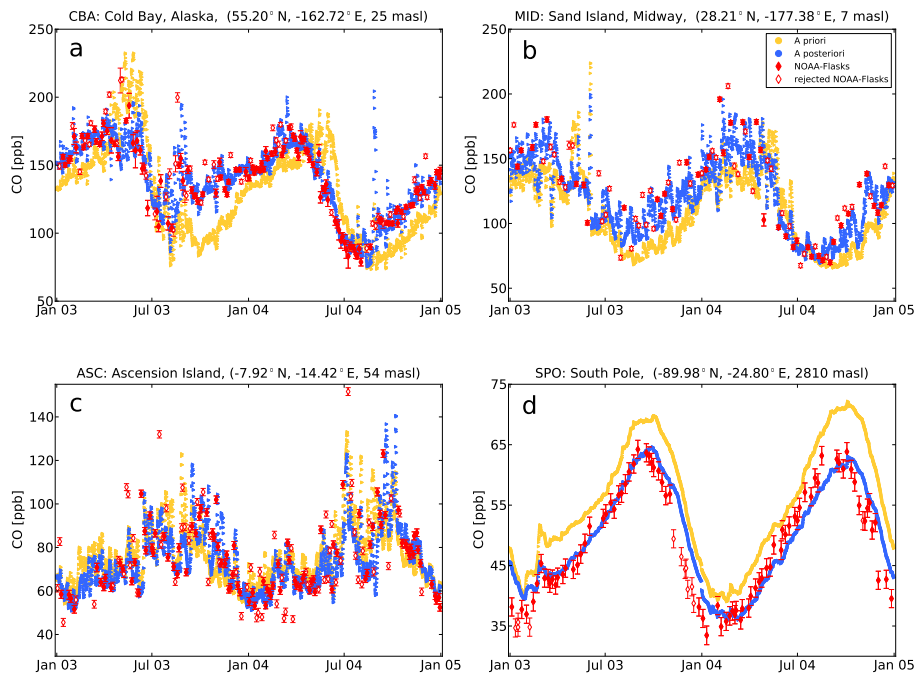 CBA: Cold Bay, Alaska, (55.20°N, -162.72°E, 25 masl)
a
CO [ppb]
250
200
150
100
50
Jan 03 Jul 03 Jan 04 Jul 04 Jan 05
MID: Sand Island, Midway, (28.21°N, -177.38°E, 7 masl)
b
A priori
A posteriori
NOAA-Flasks
rejected NOAA-Flasks
CO [ppb]
250
200
150
100
50
Jan 03 Jul 03 Jan 04 Jul 04 Jan 05
ASC: Ascension Island, (-7.92°N, -14.42°E, 54 masl)
c
CO [ppb]
140
120
100
80
60
40
Jan 03 Jul 03 Jan 04 Jul 04 Jan 05
SPO: South Pole, (-89.98°N, -24.80°E, 2810 masl)
d
CO [ppb]
75
65
55
45
35
Jan 03 Jul 03 Jan 04 Jul 04 Jan 05